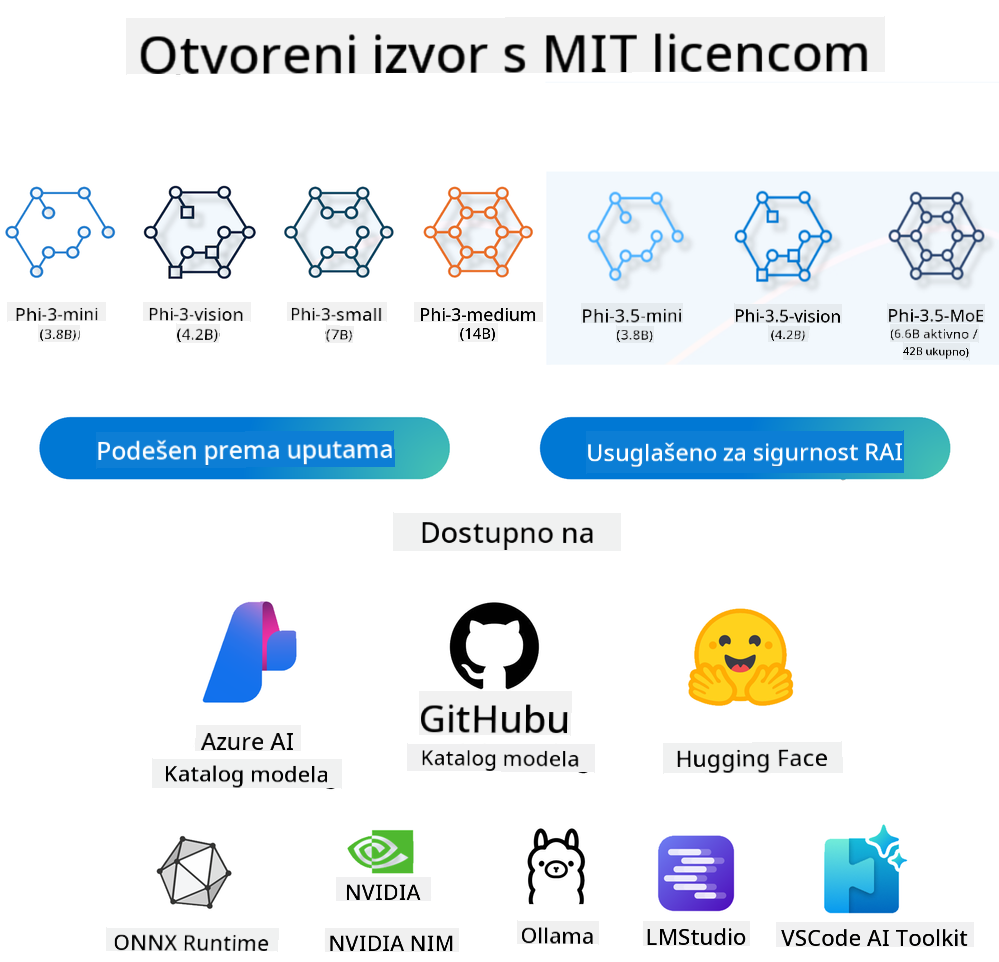 Otvoreni izvor s MIT licencom
Phi-3-mini
(3.8B))
Phi-3-vision
(4.2B)
Phi-3-small
(7B)
Phi-3-medium
(14B)
Phi-3.5-mini
(3.8B)
Phi-3.5-vision
(4.2B)
Phi-3.5-MoE
(6.6B aktivno /
42B ukupno)
Podešen prema uputama
Usuglašeno za sigurnost RAI
Dostupno na
Azure AI
Katalog modela
GitHubu
Katalog modela
Hugging Face
ONNX Runtime
NVIDIA
NVIDIA NIM
Ollama
LMStudio
VSCode AI Toolkit